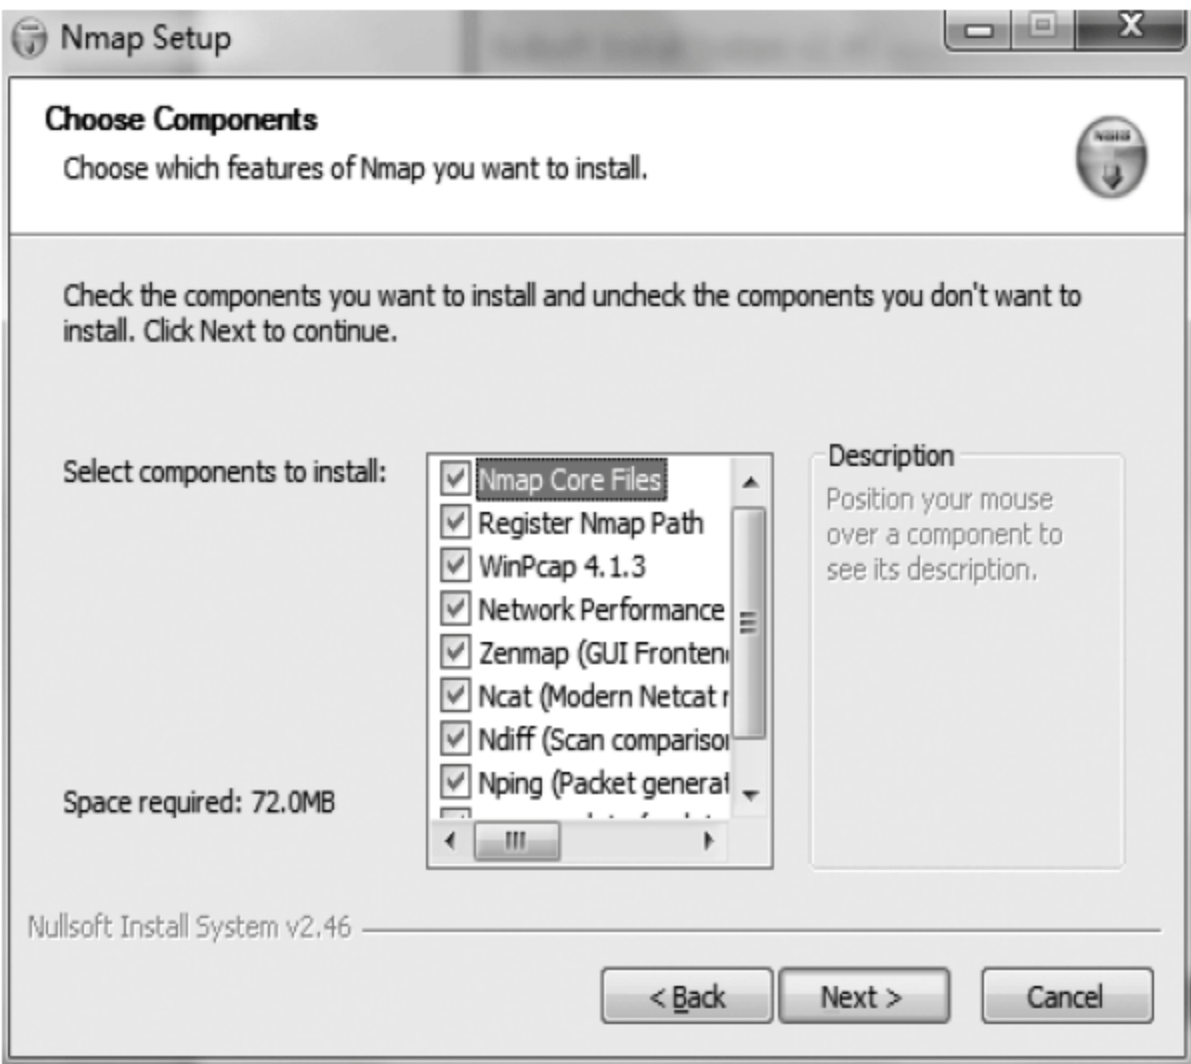 Nmap Setup
Choose Components
Choose which features of Nmap you want to install.
Check the components you want to install and uncheck the components you don't want to
install. Click Next to continue.
Select components to install:
Nmap Core Files
Register Nmap Path
WinPcap 4.1.3
Network Performance
Zenmap (GUI Fronten
Ncat (Modern Netcat r
Ndiff (Scan comparisor
Nping (Packet generat
Description
Position your mouse
over a component to
see its description.
Space required: 72.0MB
Nullsoft Install System v2.46
< Back
Next >
Cancel